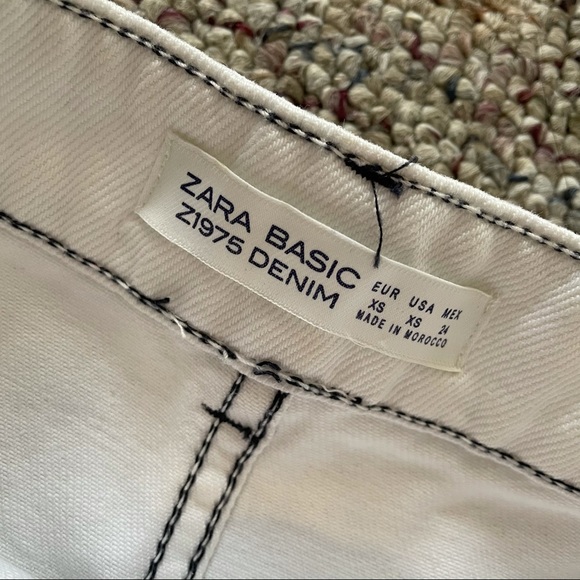 ZARA BASIC
Z1975 DENIM
EUR USA MEX
XS XS 24
MADE IN MOROCCO